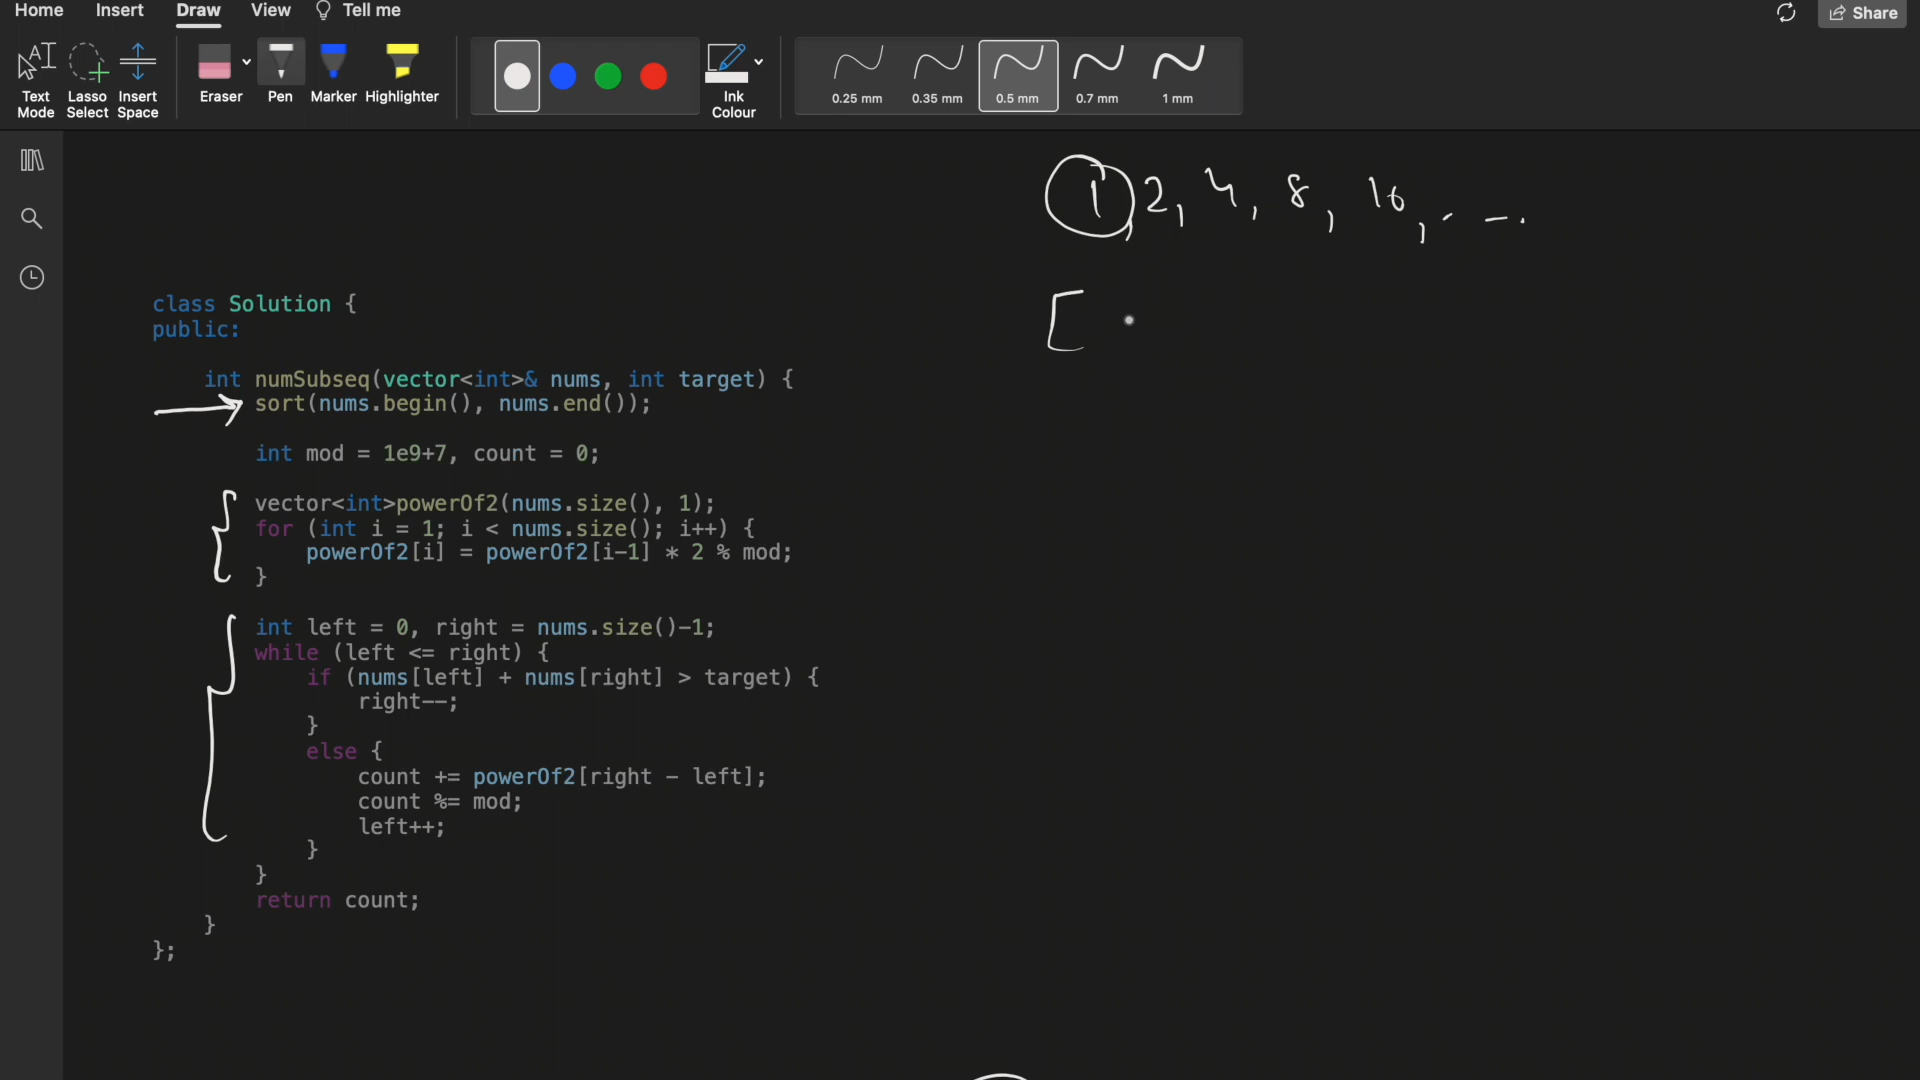 Home Insert Draw View Tell me Share
Text Mode Lasso Select Insert Space Eraser Pen Marker Highlighter Ink Colour 0.25 mm 0.35 mm 0.5 mm 0.7 mm 1 mm
1, 2, 4, 8, 16, . – .
[
class Solution {
public:
int numSubseq(vector<int>& nums, int target) {
sort(nums.begin(), nums.end());
int mod = 1e9+7, count = 0;
vector<int>powerOf2(nums.size(), 1);
for (int i = 1; i < nums.size(); i++) {
powerOf2[i] = powerOf2[i-1] * 2 % mod;
}
int left = 0, right = nums.size()-1;
while (left <= right) {
if (nums[left] + nums[right] > target) {
right--;
}
else {
count += powerOf2[right - left];
count %= mod;
left++;
}
}
return count;
}
};